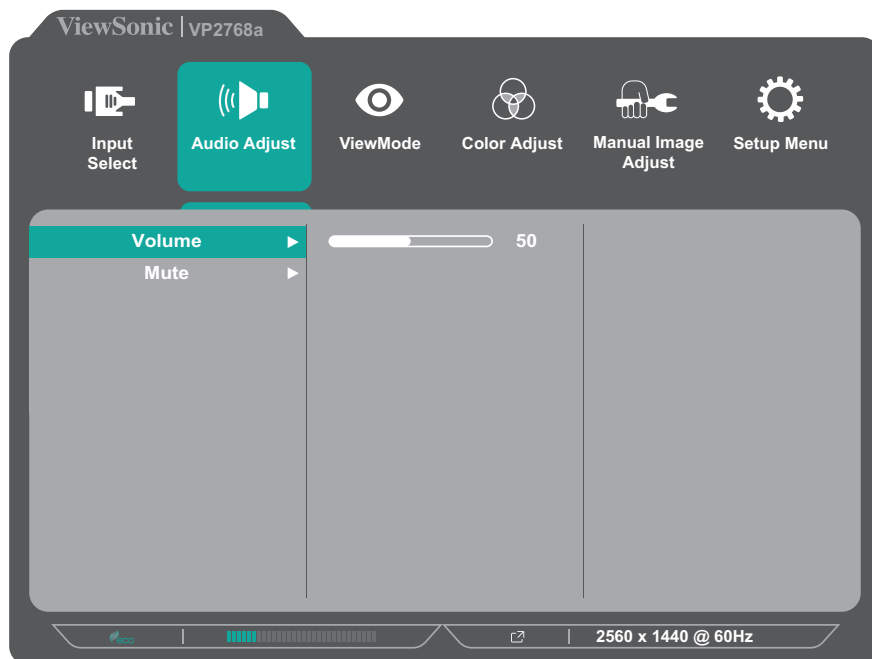 ViewSonic | VP2768a
Input
Select
Audio Adjust
ViewMode
Color Adjust
Manual Image
Adjust
Setup Menu
Volume
50
Mute
eco
2560 x 1440 @ 60Hz